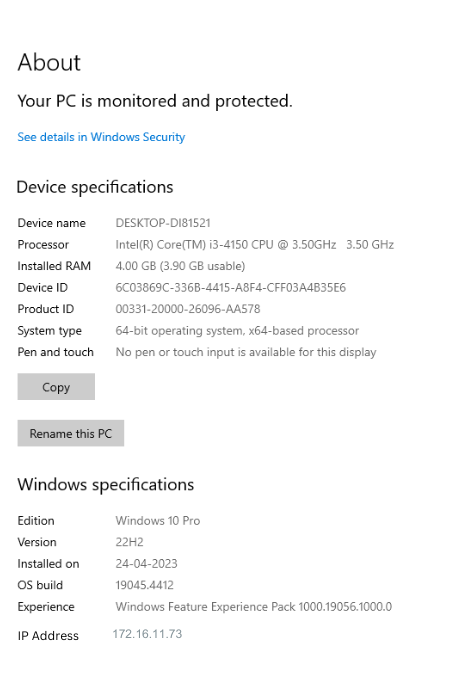 About
Your PC is monitored and protected.
See details in Windows Security
Device specifications
Device name DESKTOP-DI81521
Processor Intel(R) Core(TM) i3-4150 CPU @ 3.50GHz 3.50 GHz
Installed RAM 4.00 GB (3.90 GB usable)
Device ID 6C03869C-336B-4415-A8F4-CFF03A4B35E6
Product ID 00331-20000-26096-AA578
System type 64-bit operating system, x64-based processor
Pen and touch No pen or touch input is available for this display
Copy
Rename this PC
Windows specifications
Edition Windows 10 Pro
Version 22H2
Installed on 24-04-2023
OS build 19045.4412
Experience Windows Feature Experience Pack 1000.19056.1000.0
IP Address 172.16.11.73